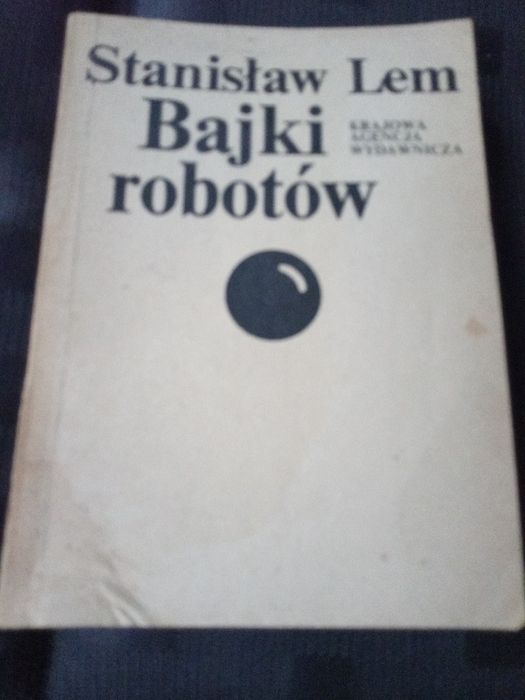 Stanisław Lem
Bajki
robotów
KRAJOWA
AGENCJA
WYDAWNICZA